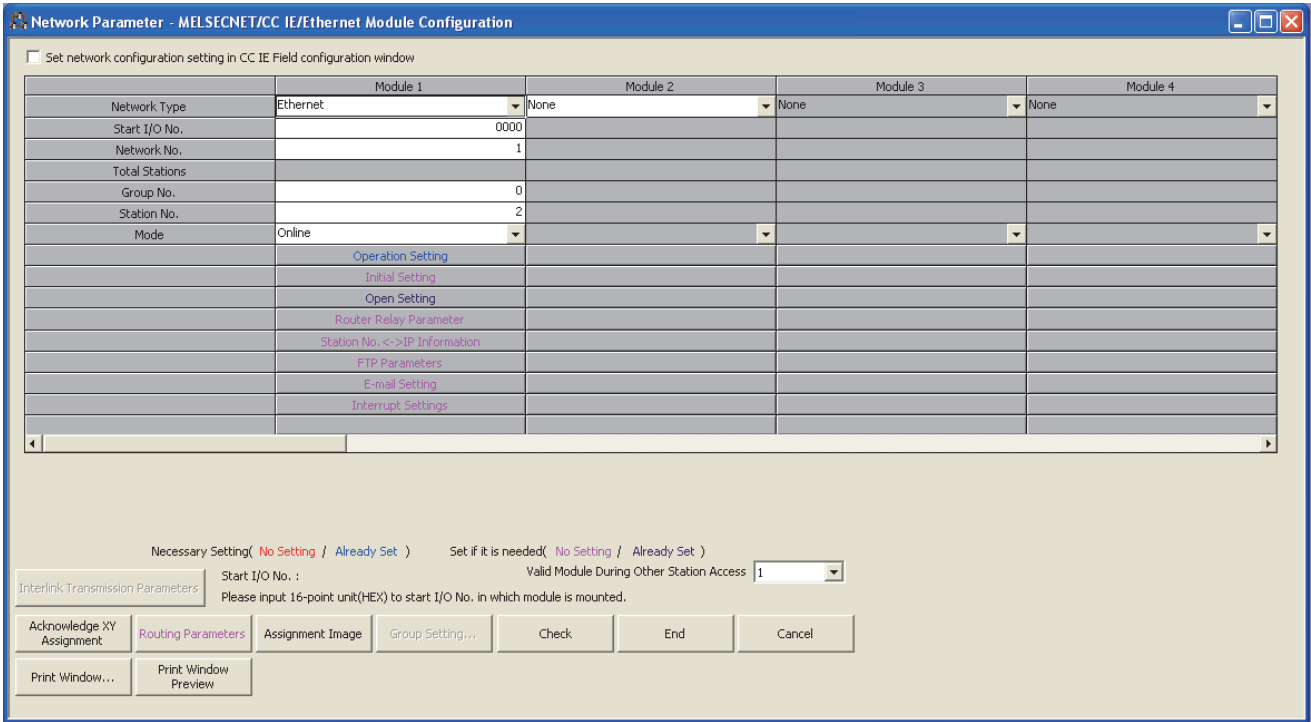 Network Parameter - MELSECNET/CC IE/Ethernet Module Configuration
Set network configuration setting in CC IE Field configuration window
Module 1 Module 2 Module 3 Module 4
Network Type Ethernet None None None
Start I/O No. 0000
Network No. 1
Total Stations
Group No. 0
Station No. 2
Mode Online
Operation Setting
Initial Setting
Open Setting
Router Relay Parameter
Station No.<->IP Information
FTP Parameters
E-mail Setting
Interrupt Settings
Necessary Setting( No Setting / Already Set ) Set if it is needed( No Setting / Already Set )
Interlink Transmission Parameters
Start I/O No. :
Valid Module During Other Station Access 1
Please input 16-point unit(HEX) to start I/O No. in which module is mounted.
Acknowledge XY
Assignment
Routing Parameters
Assignment Image
Group Setting...
Check
End
Cancel
Print Window...
Print Window
Preview